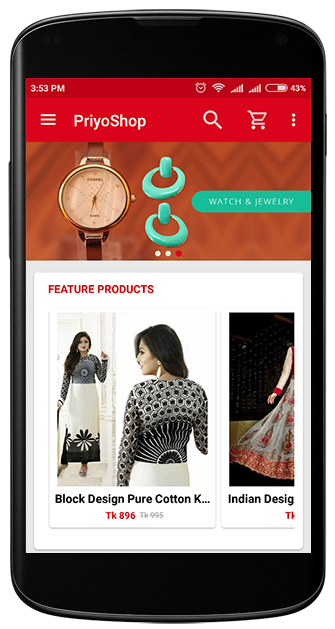 3:53 PM 43%
PriyoShop
CHANEL
WATCH & JEWELRY
FEATURE PRODUCTS
Block Design Pure Cotton K... Indian Desig
Tk 896 Tk 995 Tk